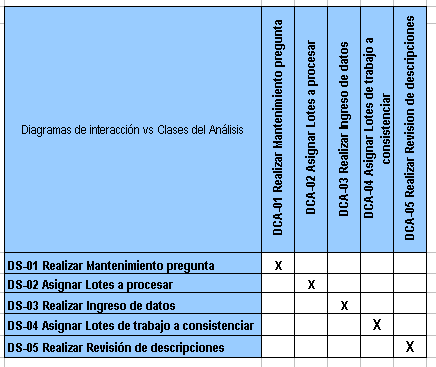 Diagramas de interacción vs Clases del Análisis
DCA-01 Realizar Mantenimiento pregunta
DCA-02 Asignar Lotes a procesar
DCA-03 Realizar Ingreso de datos
DCA-04 Asignar Lotes de trabajo a
consistenciar
DCA-05 Realizar Revision de descripciones
DS-01 Realizar Mantenimiento pregunta X
DS-02 Asignar Lotes a procesar X
DS-03 Realizar Ingreso de datos X
DS-04 Asignar Lotes de trabajo a consistenciar X
DS-05 Realizar Revisión de descripciones X